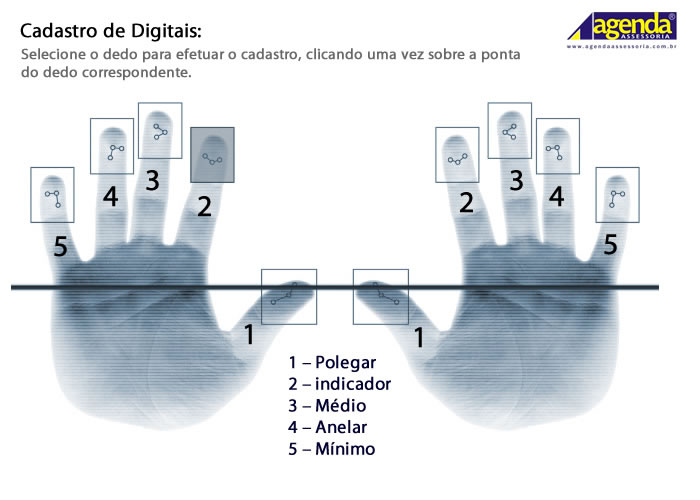 Cadastro de Digitais:
agenda®
ASSESSORIA
www.agendaassessoria.com.br
Selecione o dedo para efetuar o cadastro, clicando uma vez sobre a ponta
do dedo correspondente.
5
4
3
2
2
3
4
5
1
1
1 – Polegar
2 – indicador
3 – Médio
4 – Anelar
5 – Mínimo